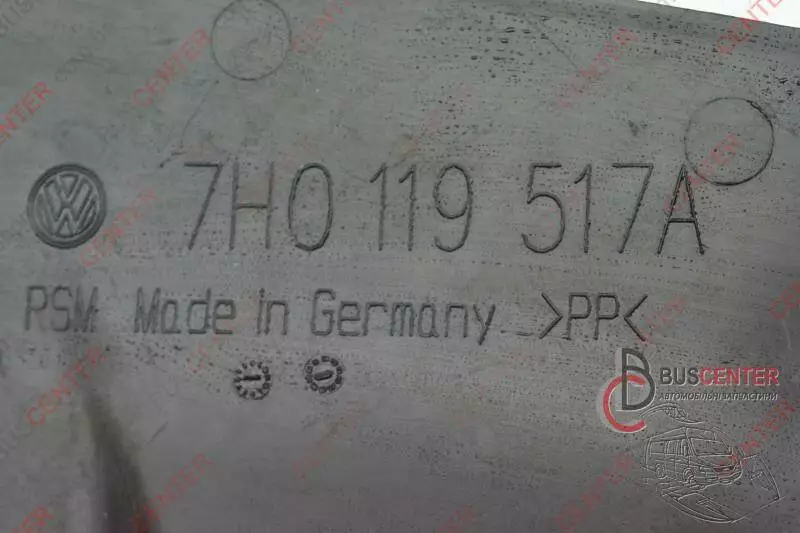 7H0 119 517A
PSM Made in Germany >PP<
BUSCENTER
АВТОМОБІЛЬНІ ЗАПЧАСТИНИ